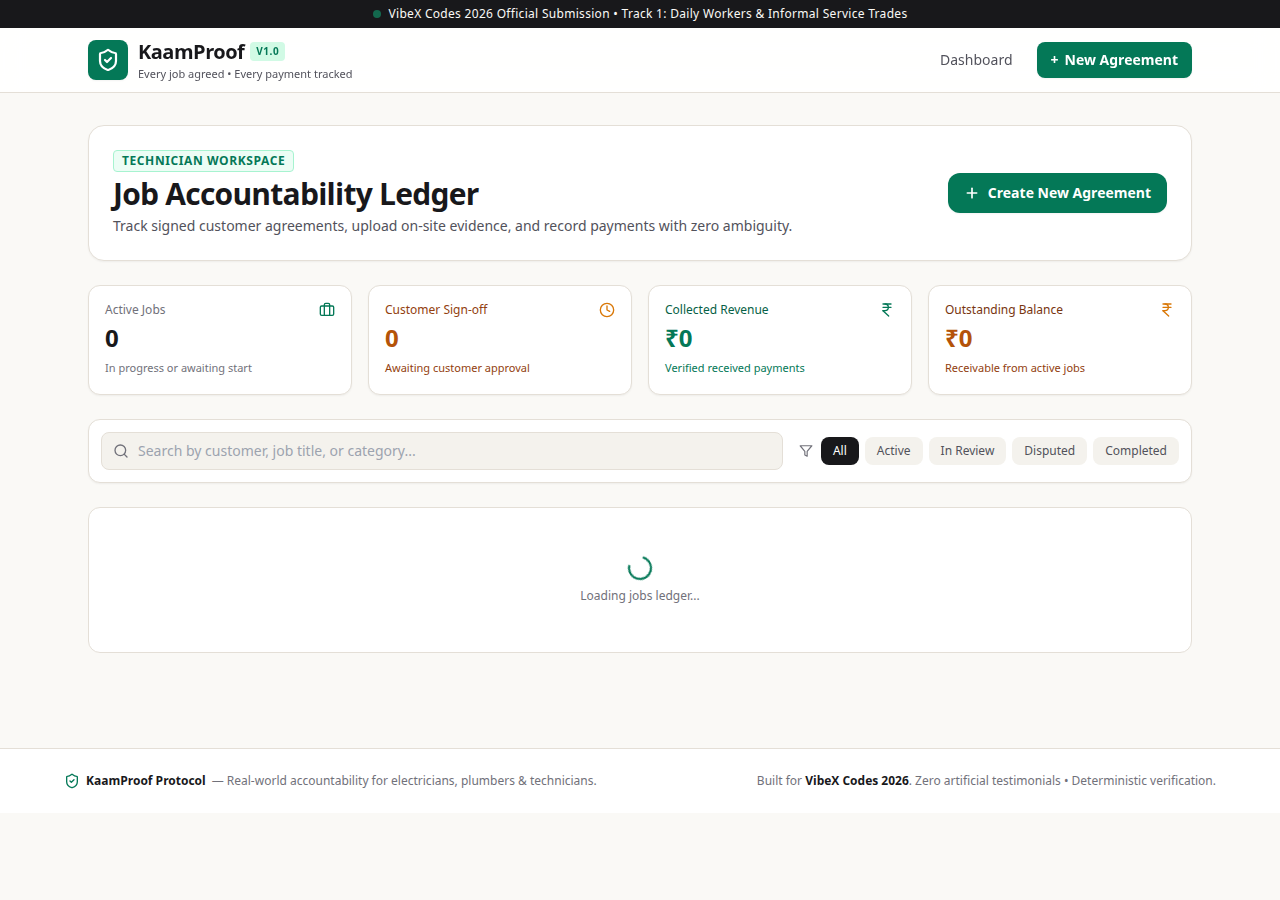 VibeX Codes 2026 Official Submission • Track 1: Daily Workers & Informal Service Trades
KaamProof V1.0
Every job agreed • Every payment tracked
Dashboard
+ New Agreement
TECHNICIAN WORKSPACE
Job Accountability Ledger
Track signed customer agreements, upload on-site evidence, and record payments with zero ambiguity.
+ Create New Agreement
Active Jobs
0
In progress or awaiting start
Customer Sign-off
0
Awaiting customer approval
Collected Revenue
₹
₹0
Verified received payments
Outstanding Balance
₹
₹0
Receivable from active jobs
Search by customer, job title, or category...
All
Active
In Review
Disputed
Completed
Loading jobs ledger...
KaamProof Protocol — Real-world accountability for electricians, plumbers & technicians.
Built for VibeX Codes 2026. Zero artificial testimonials • Deterministic verification.